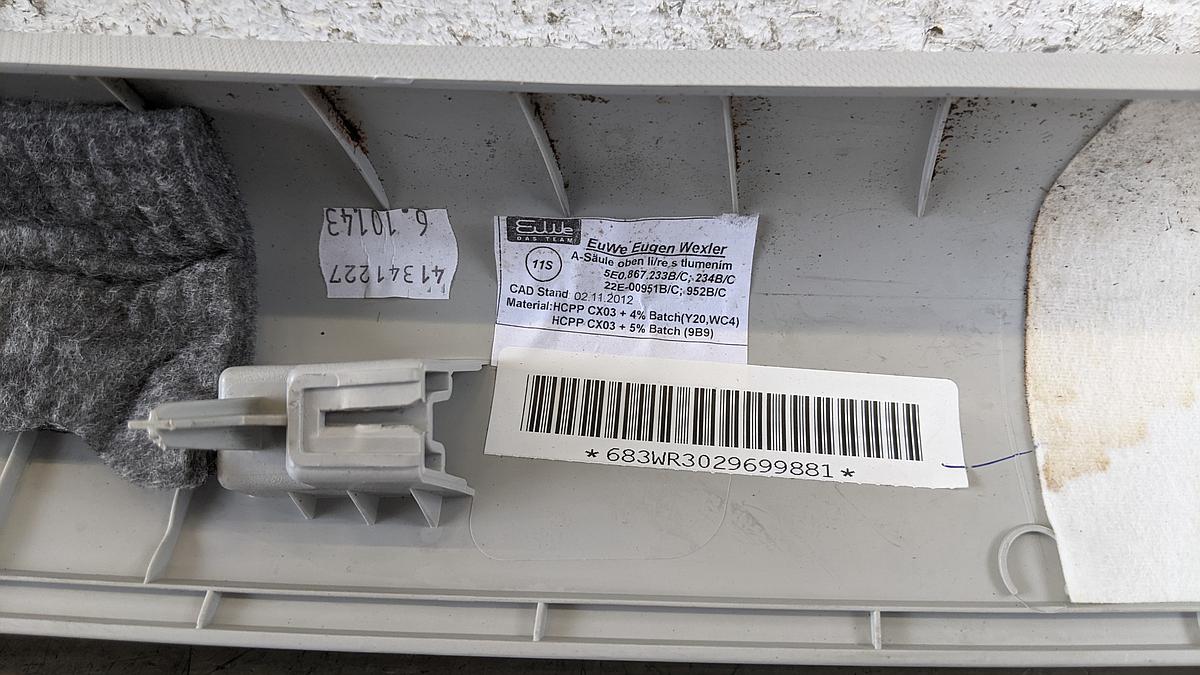 41341227
6.10143
EuWe
DAS TEAM
EuWe Eugen Wexler
11S
A-Säule oben li/re,s tlumením
5E0.867.233B/C; 234B/C
22E-00951B/C; 952B/C
CAD Stand: 02.11.2012
Material:HCPP CX03 + 4% Batch(Y20,WC4)
HCPP CX03 + 5% Batch (9B9)
*683WR3029699881*